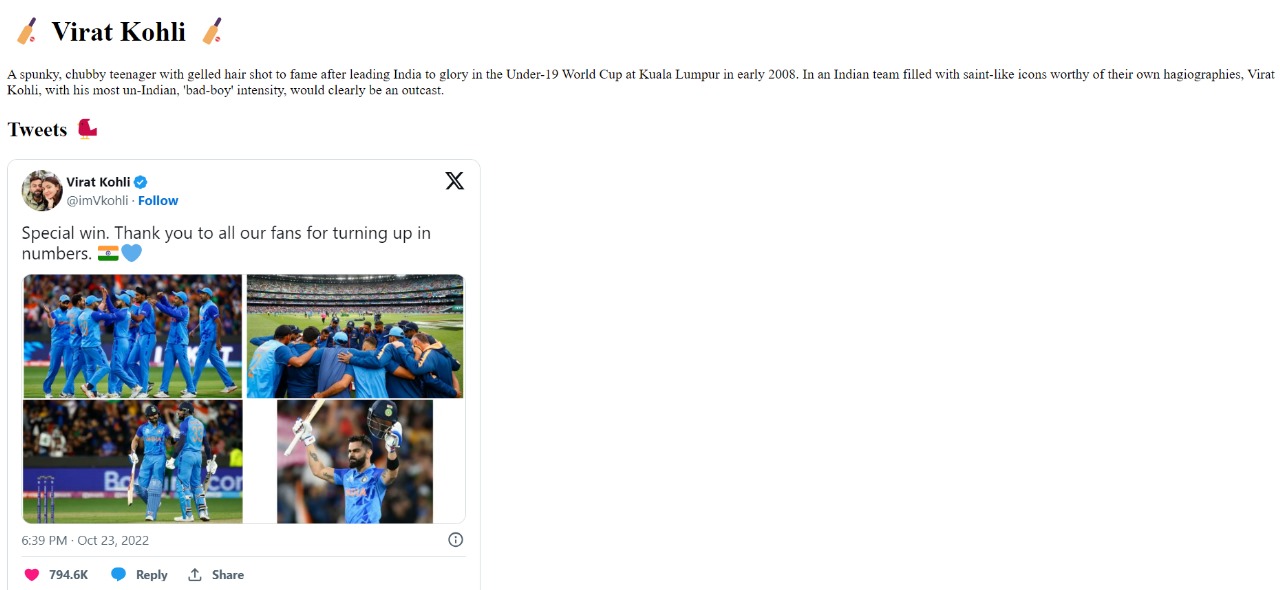 Virat Kohli
A spunky, chubby teenager with gelled hair shot to fame after leading India to glory in the Under-19 World Cup at Kuala Lumpur in early 2008. In an Indian team filled with saint-like icons worthy of their own hagiographies, Virat
Kohli, with his most un-Indian, 'bad-boy' intensity, would clearly be an outcast.
Tweets
Virat Kohli
@imVkohli · Follow
Special win. Thank you to all our fans for turning up in
numbers. 🇮🇳💙
INDIA
6:39 PM · Oct 23, 2022
794.6K Reply Share